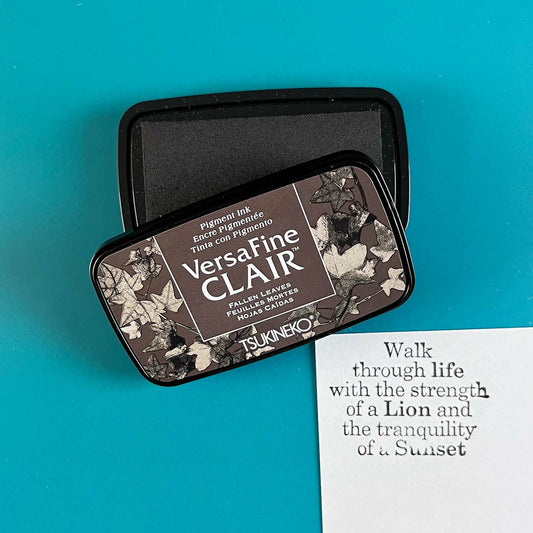 Pigment Ink
Encre Pigmentée
Tinta con Pigmento
VersaFine
CLAIR™
Fallen Leaves
Feuilles Mortes
Hojas Caídas
TSUKINEKO®
Walk
through life
with the strength
of a Lion and
the tranquility
of a Sunset